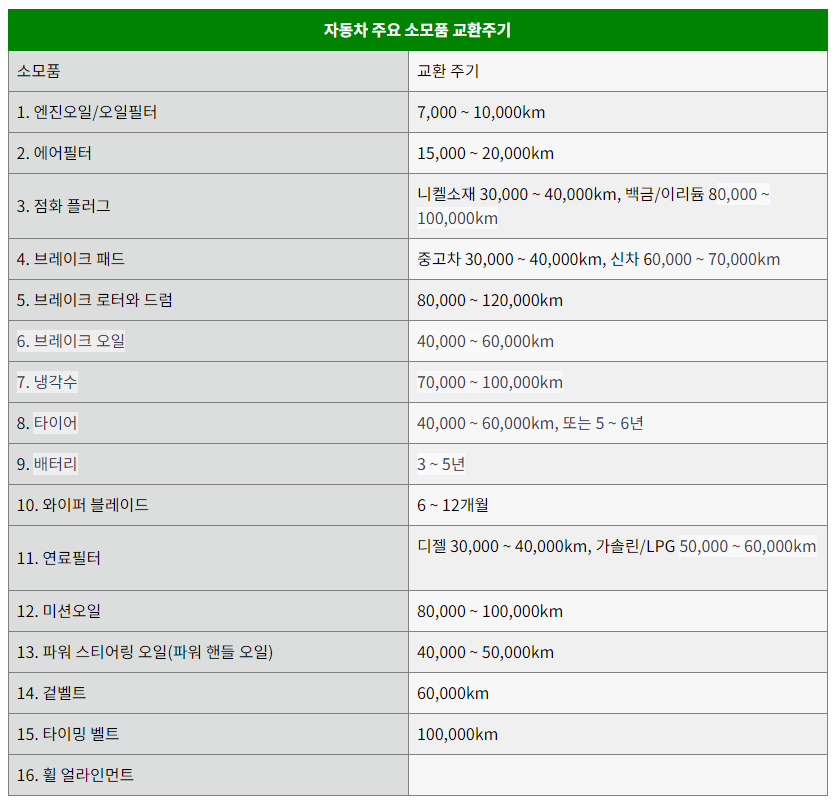 자동차 주요 소모품 교환주기
소모품 교환 주기
1. 엔진오일/오일필터 7,000 ~ 10,000km
2. 에어필터 15,000 ~ 20,000km
3. 점화 플러그 니켈소재 30,000 ~ 40,000km, 백금/이리듐 80,000 ~
100,000km
4. 브레이크 패드 중고차 30,000 ~ 40,000km, 신차 60,000 ~ 70,000km
5. 브레이크 로터와 드럼 80,000 ~ 120,000km
6. 브레이크 오일 40,000 ~ 60,000km
7. 냉각수 70,000 ~ 100,000km
8. 타이어 40,000 ~ 60,000km, 또는 5 ~ 6년
9. 배터리 3 ~ 5년
10. 와이퍼 블레이드 6 ~ 12개월
11. 연료필터 디젤 30,000 ~ 40,000km, 가솔린/LPG 50,000 ~ 60,000km
12. 미션오일 80,000 ~ 100,000km
13. 파워 스티어링 오일(파워 핸들 오일) 40,000 ~ 50,000km
14. 겉벨트 60,000km
15. 타이밍 벨트 100,000km
16. 휠 얼라인먼트